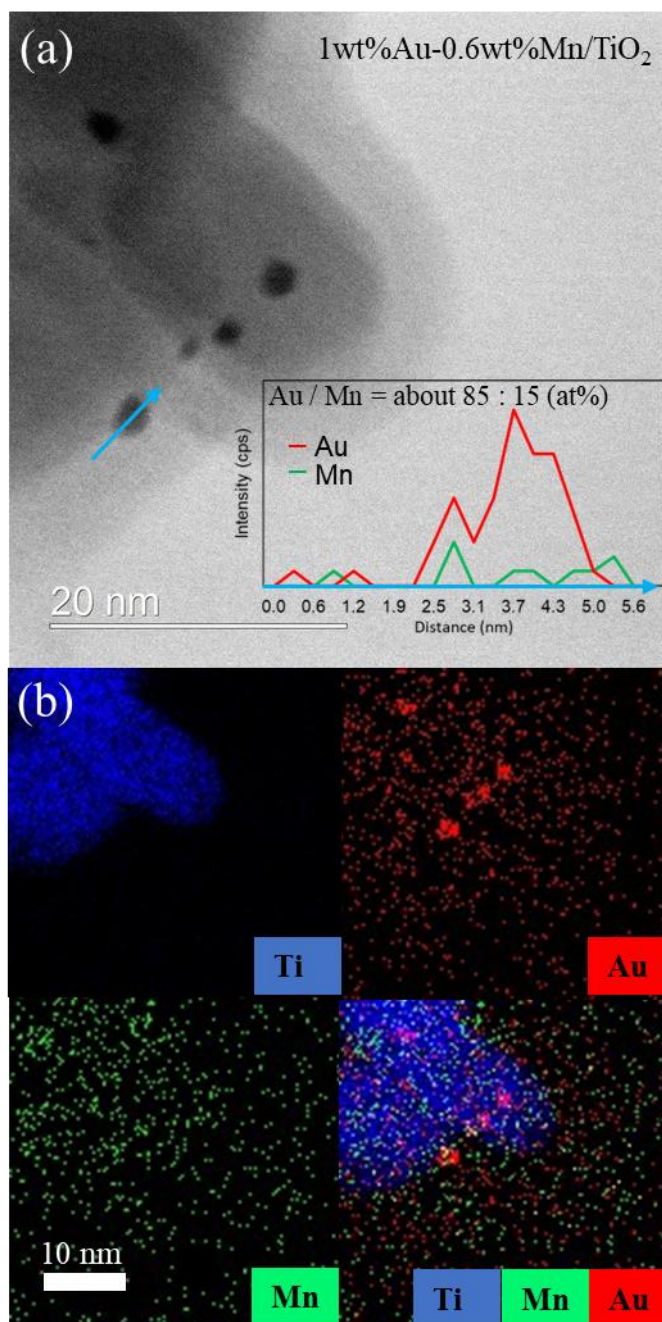 (a)
1wt%Au-0.6wt%Mn/TiO₂
Au / Mn = about 85 : 15 (at%)
Au
Mn
Intensity (cps)
0.0 0.6 1.2 1.9 2.5 3.1 3.7 4.3 5.0 5.6
Distance (nm)
20 nm
(b)
Ti
Au
10 nm
Mn
Ti Mn Au